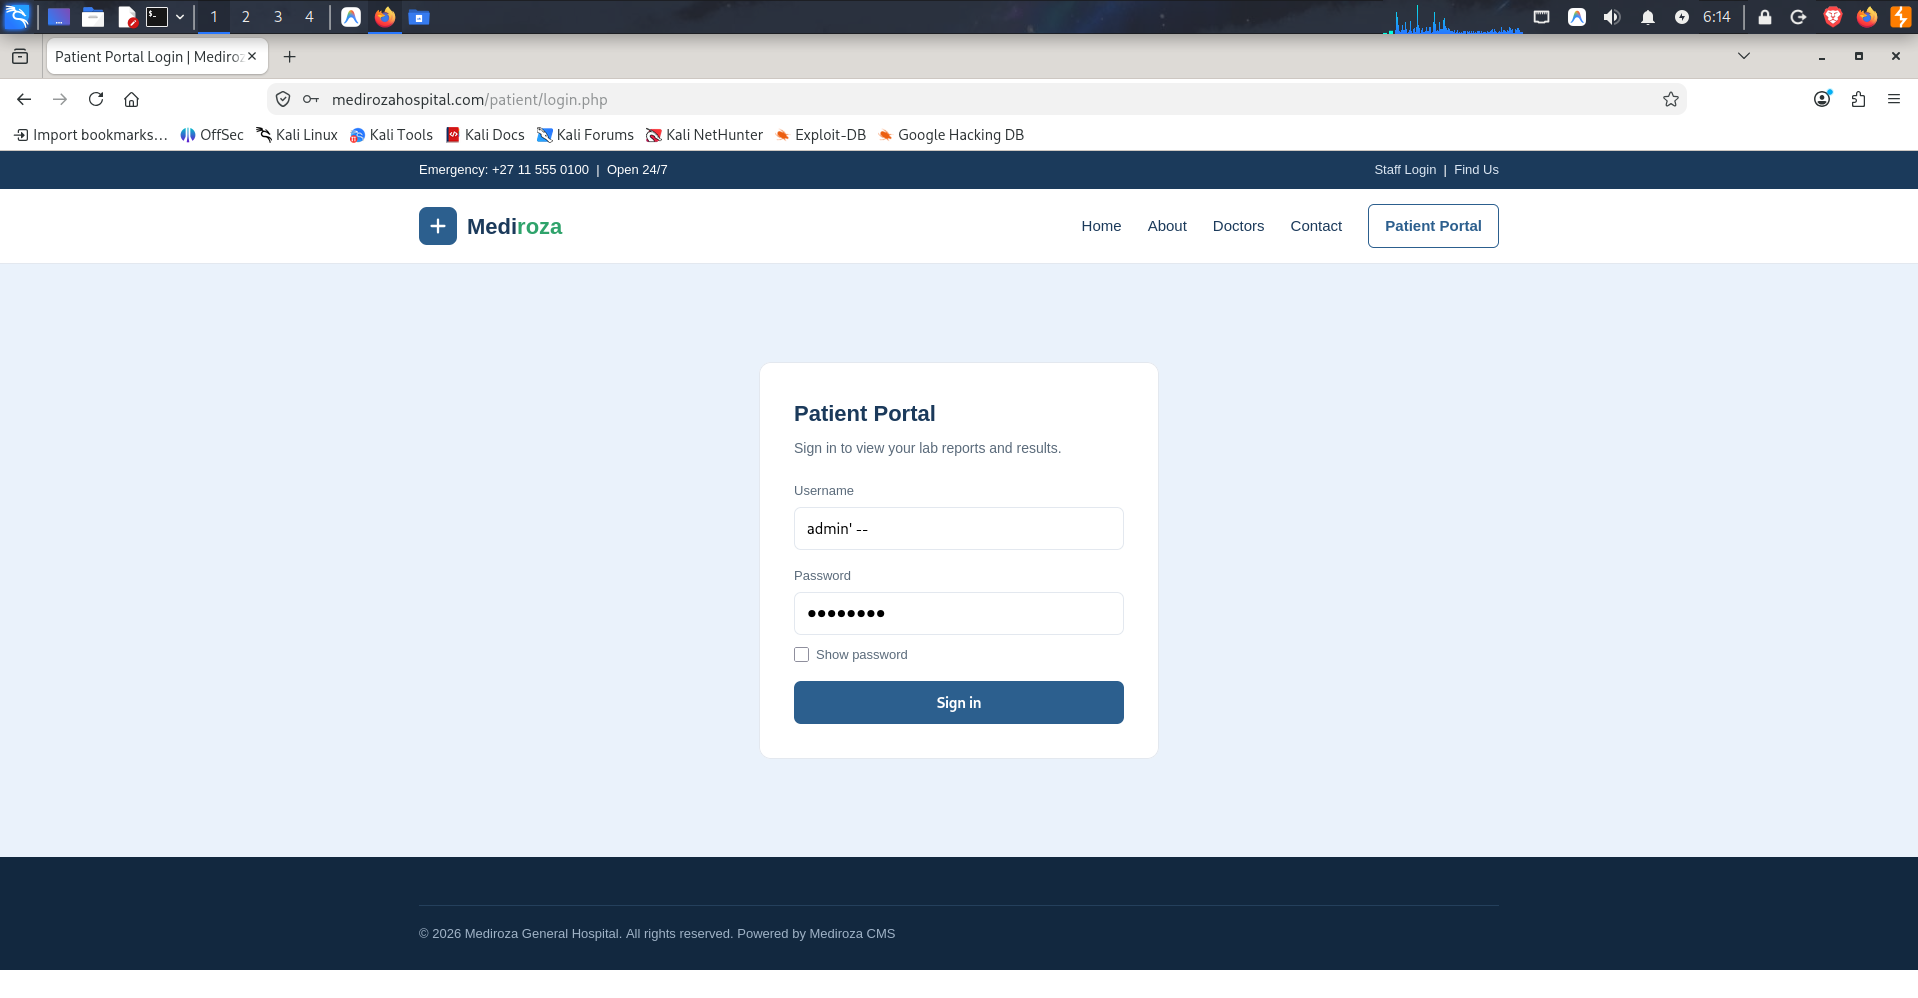 1 2 3 4 6:14
Patient Portal Login | Mediroz
medirozahospital.com/patient/login.php
Import bookmarks... OffSec Kali Linux Kali Tools Kali Docs Kali Forums Kali NetHunter Exploit-DB Google Hacking DB
Emergency: +27 11 555 0100 | Open 24/7 Staff Login | Find Us
Mediroza Home About Doctors Contact Patient Portal
Patient Portal
Sign in to view your lab reports and results.
Username
admin' --
Password
Show password
Sign in
© 2026 Mediroza General Hospital. All rights reserved. Powered by Mediroza CMS